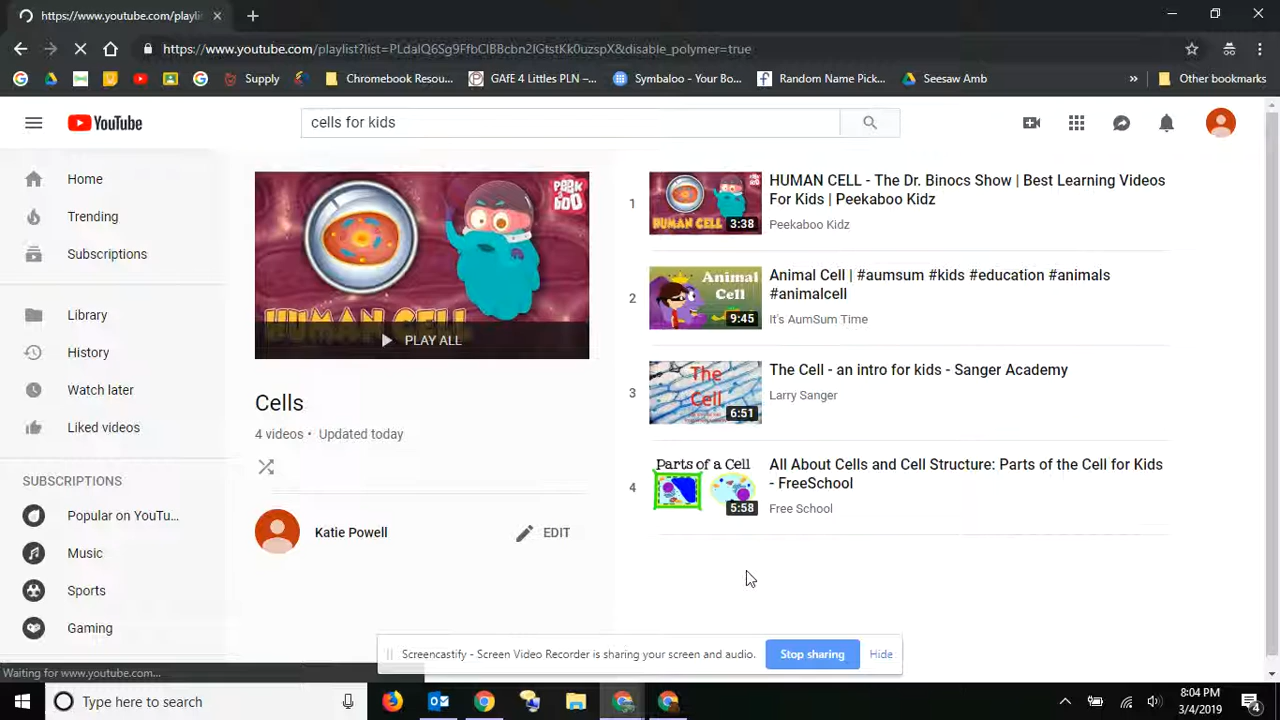 https://www.youtube.com/playli
https://www.youtube.com/playlist?list=PLdalQ6Sg9FfbClBBcbn2IGtstKk0uzspX&disable_polymer=true
Supply
Chromebook Resou...
GAFE 4 Littles PLN –...
Symbaloo - Your Bo...
Random Name Pick...
Seesaw Amb
»
Other bookmarks
YouTube
cells for kids
Home
Trending
Subscriptions
Library
History
Watch later
Liked videos
SUBSCRIPTIONS
Popular on YouTu...
Music
Sports
Gaming
PEEK A BOO
HUMAN CELL
PLAY ALL
Cells
4 videos • Updated today
Katie Powell
EDIT
1
HUMAN CELL
3:38
HUMAN CELL - The Dr. Binocs Show | Best Learning Videos
For Kids | Peekaboo Kidz
Peekaboo Kidz
2
Animal
Cell
9:45
Animal Cell | #aumsum #kids #education #animals
#animalcell
It's AumSum Time
3
The
Cell
6:51
The Cell - an intro for kids - Sanger Academy
Larry Sanger
4
Parts of a Cell
5:58
All About Cells and Cell Structure: Parts of the Cell for Kids
- FreeSchool
Free School
Screencastify - Screen Video Recorder is sharing your screen and audio.
Stop sharing
Hide
Waiting for www.youtube.com...
Type here to search
8:04 PM
3/4/2019
4